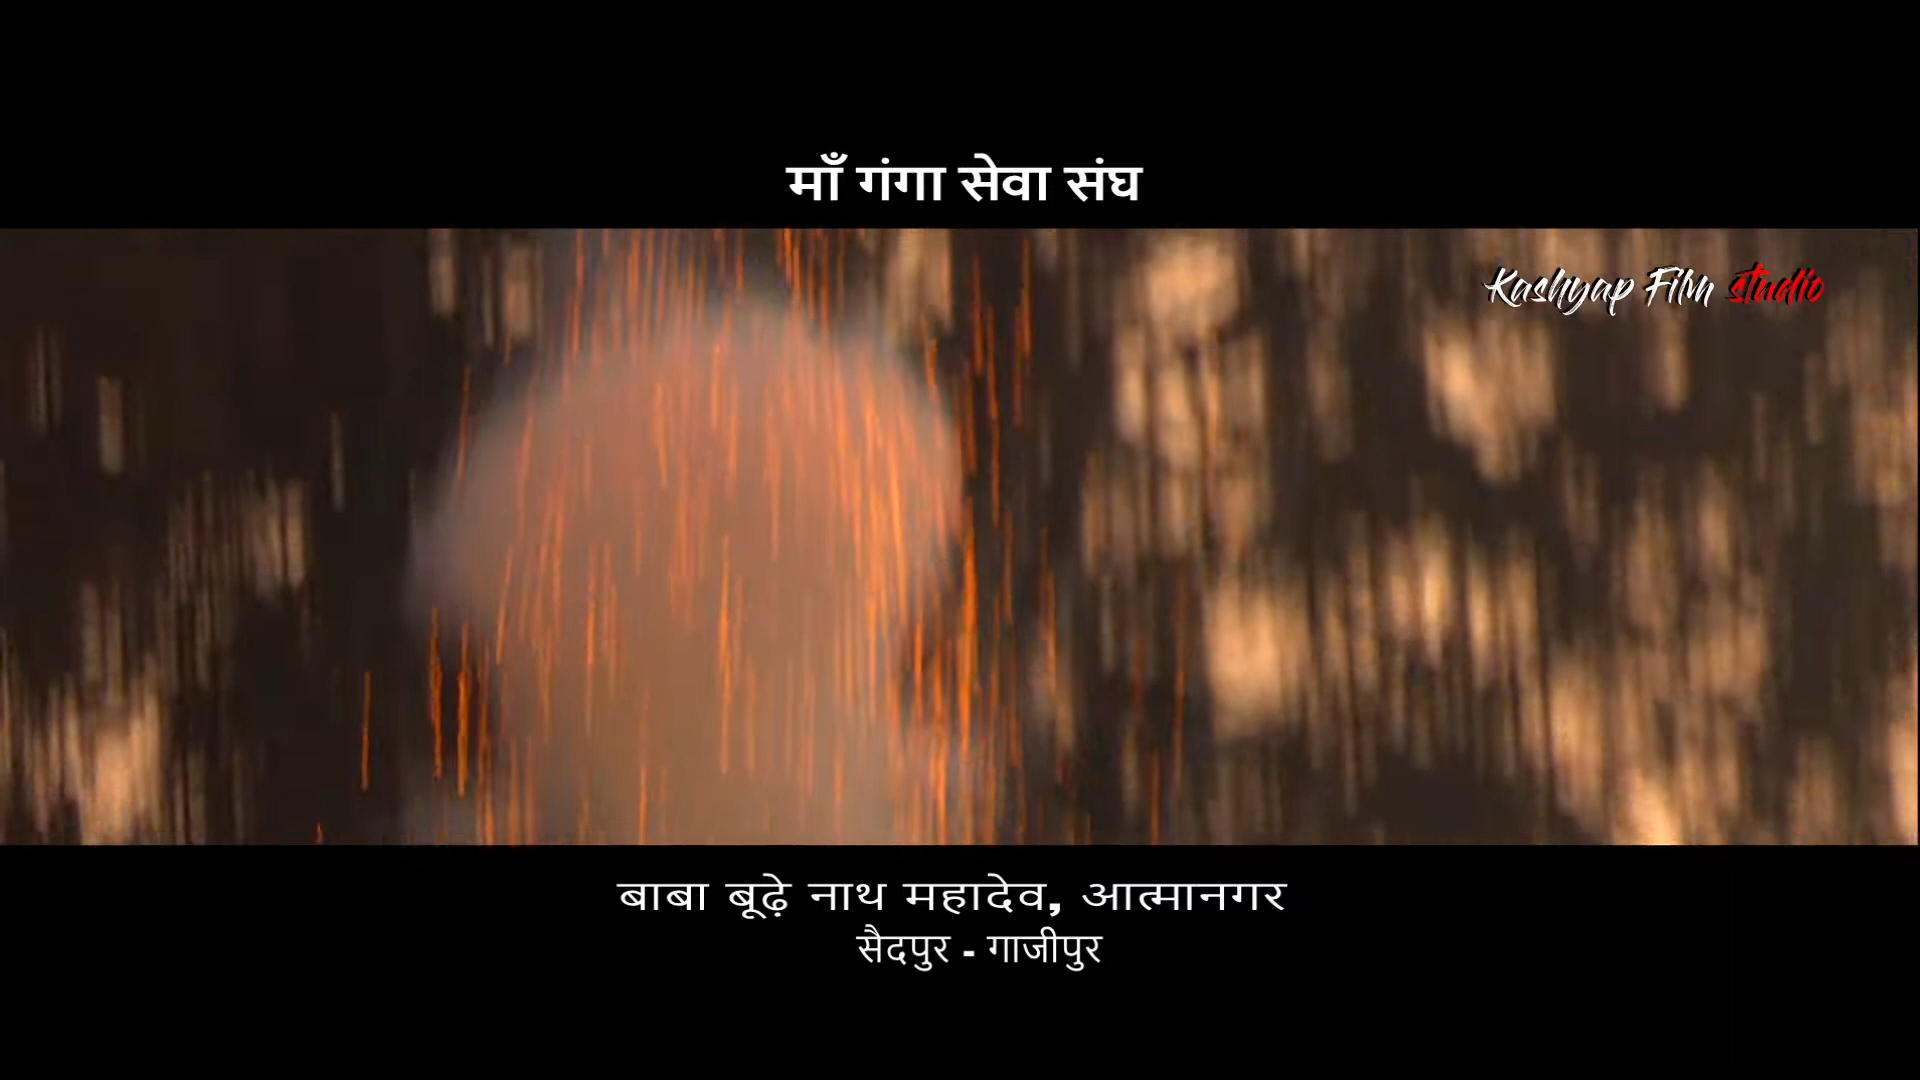 माँ गंगा सेवा संघ
Kashyap Film studio
बाबा बूढ़े नाथ महादेव, आत्मानगर
सैदपुर - गाजीपुर